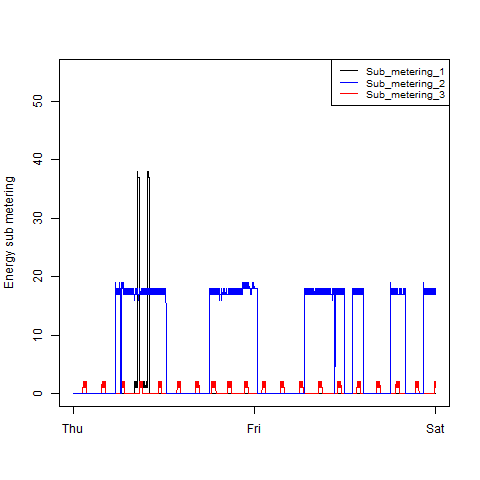 Sub_metering_1
Sub_metering_2
Sub_metering_3
Energy sub metering
50
40
30
20
10
0
Thu
Fri
Sat